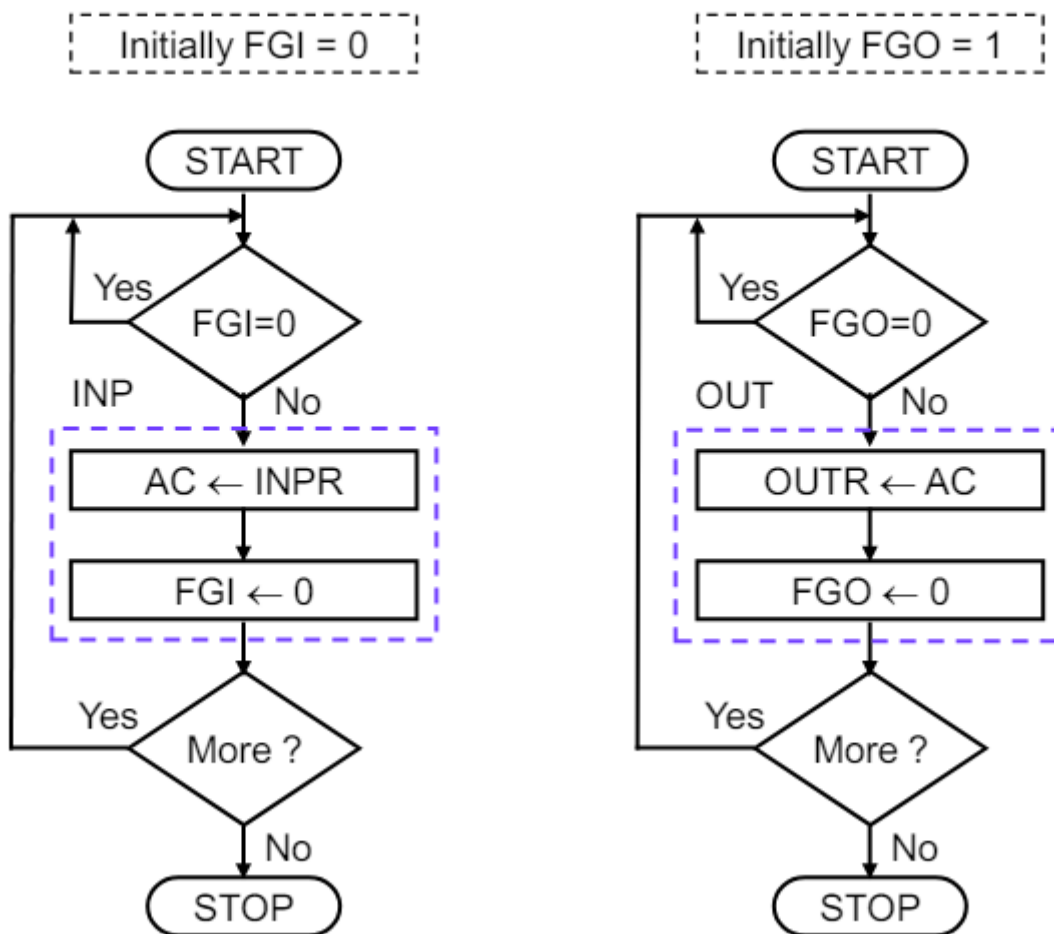 Initially FGI = 0
START
Yes
FGI=0
INP
No
AC ← INPR
FGI ← 0
Yes
More ?
No
STOP
Initially FGO = 1
START
Yes
FGO=0
OUT
No
OUTR ← AC
FGO ← 0
Yes
More ?
No
STOP